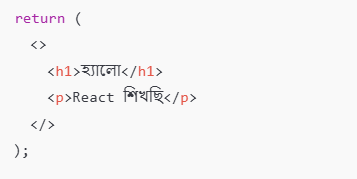 return (
<>
<h1>হ্যালো</h1>
<p>React শিখছি</p>
</>
);